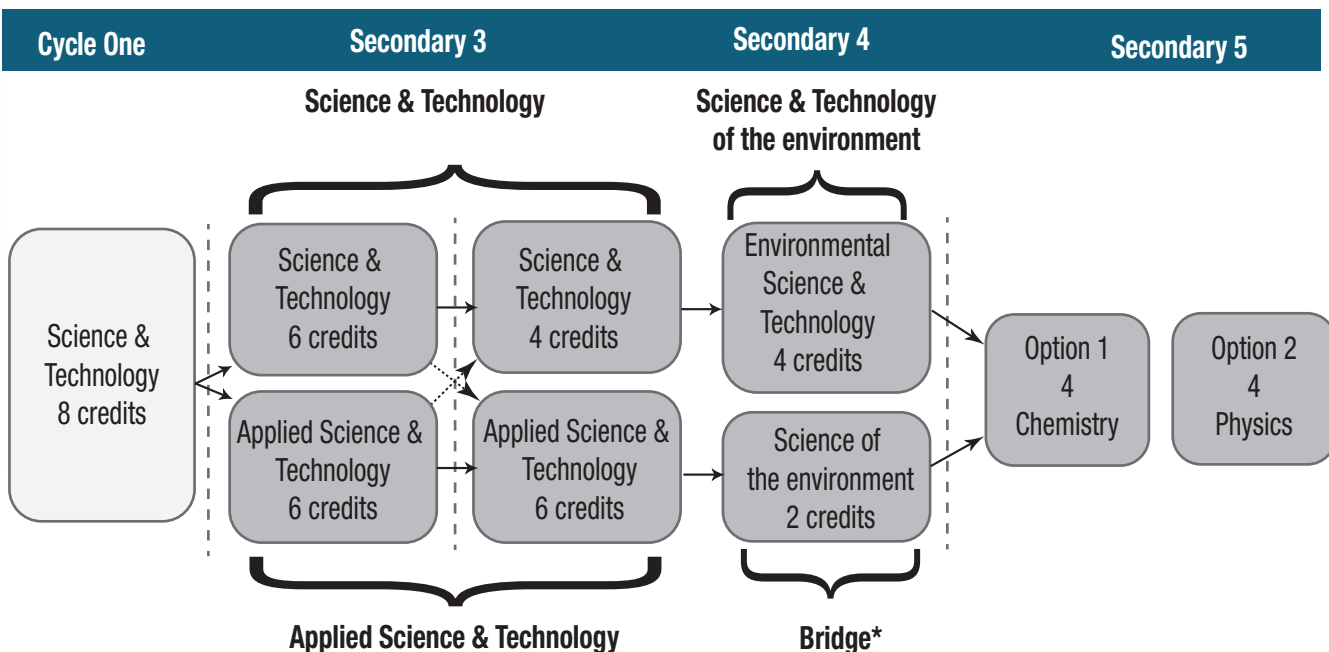 Cycle One
Secondary 3
Secondary 4
Secondary 5
Science & Technology
Science & Technology
of the environment
Science &
Technology
8 credits
Science &
Technology
6 credits
Science &
Technology
4 credits
Environmental
Science &
Technology
4 credits
Applied Science &
Technology
6 credits
Applied Science &
Technology
6 credits
Science of
the environment
2 credits
Option 1
4
Chemistry
Option 2
4
Physics
Applied Science & Technology
Bridge*